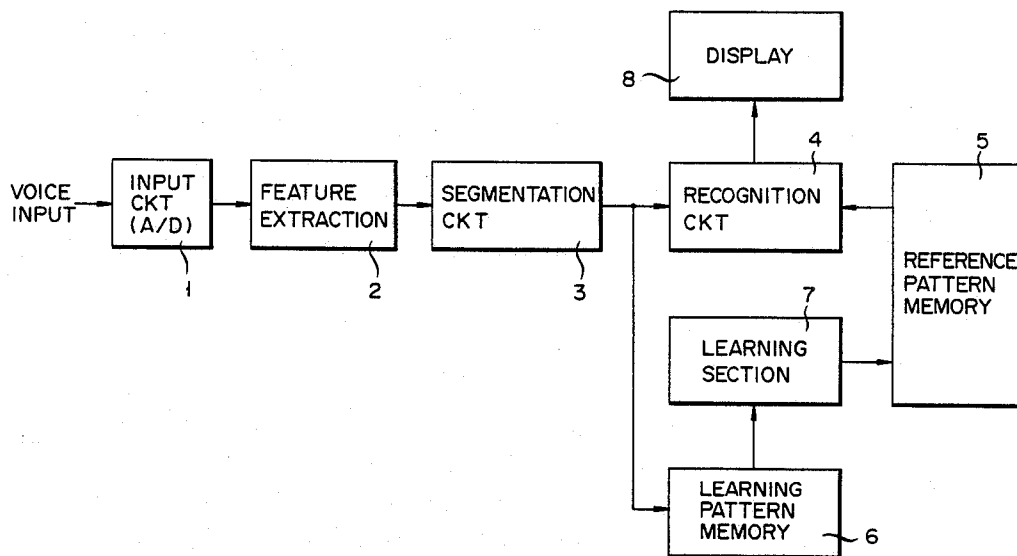 DISPLAY
8
4
5
VOICE
INPUT
INPUT
CKT
(A/D)
1
FEATURE
EXTRACTION
2
SEGMENTATION
CKT
3
RECOGNITION
CKT
REFERENCE
PATTERN
MEMORY
7
LEARNING
SECTION
LEARNING
PATTERN
MEMORY
6